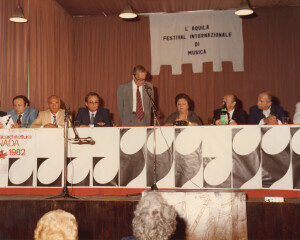 L'AQUILA
FESTIVAL INTERNAZIONALE
DI
MUSICA
NADA
1982